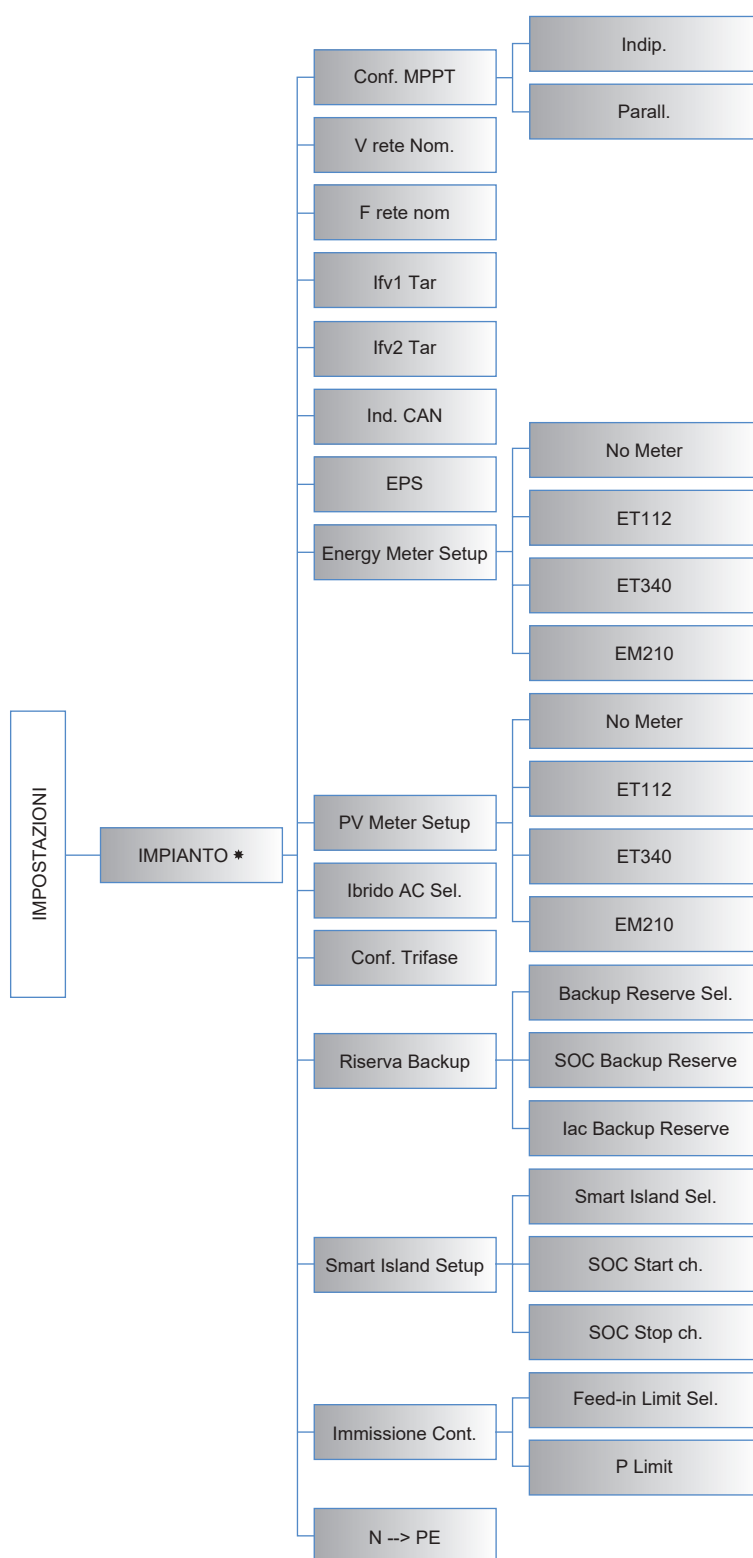 IMPOSTAZIONI
IMPIANTO ✸
Conf. MPPT
Indip.
Parall.
V rete Nom.
F rete nom
Ifv1 Tar
Ifv2 Tar
Ind. CAN
EPS
Energy Meter Setup
No Meter
ET112
ET340
EM210
PV Meter Setup
No Meter
ET112
ET340
EM210
Ibrido AC Sel.
Conf. Trifase
Riserva Backup
Backup Reserve Sel.
SOC Backup Reserve
Iac Backup Reserve
Smart Island Setup
Smart Island Sel.
SOC Start ch.
SOC Stop ch.
Immissione Cont.
Feed-in Limit Sel.
P Limit
N --> PE